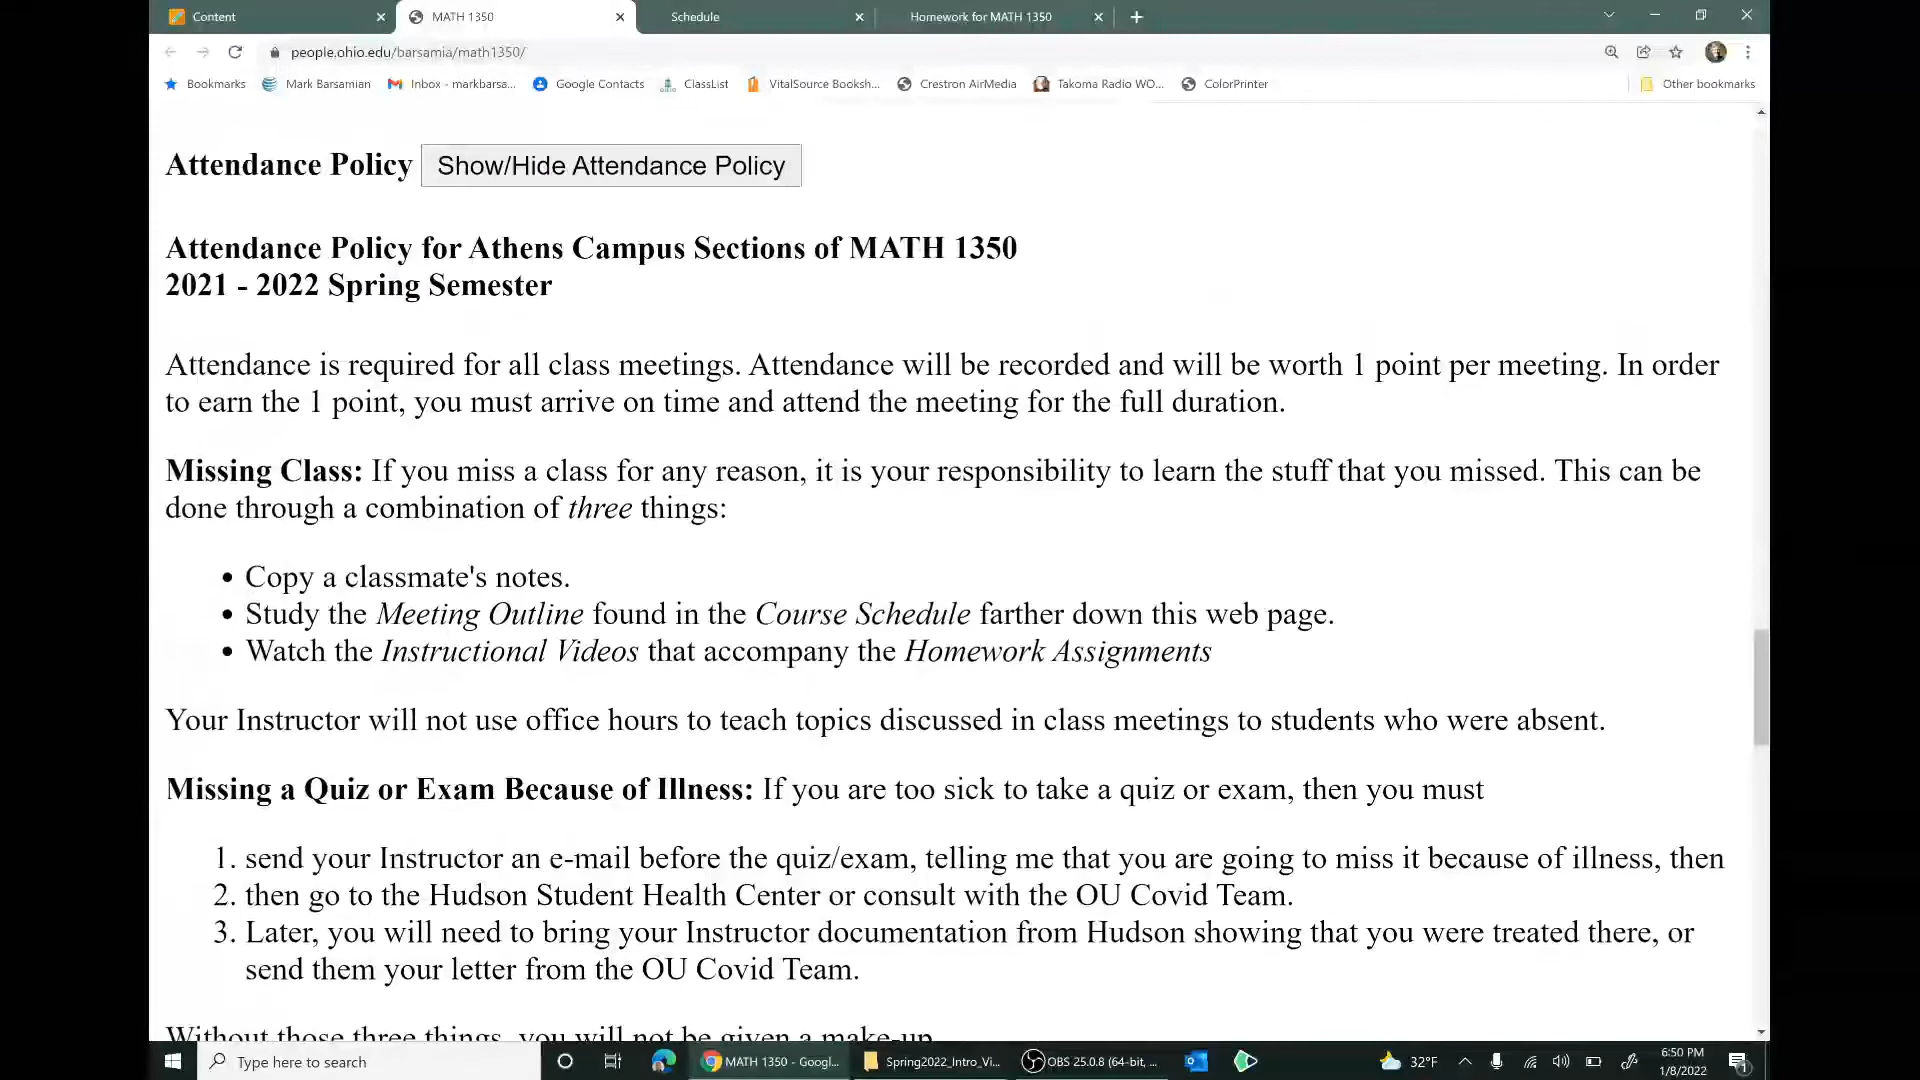 Content
MATH 1350
Schedule
Homework for MATH 1350
people.ohio.edu/barsamia/math1350/
Bookmarks
Mark Barsamian
Inbox - markbarsa...
Google Contacts
ClassList
VitalSource Booksh...
Crestron AirMedia
Takoma Radio WO...
ColorPrinter
Other bookmarks
Attendance Policy Show/Hide Attendance Policy
Attendance Policy for Athens Campus Sections of MATH 1350
2021 - 2022 Spring Semester
Attendance is required for all class meetings. Attendance will be recorded and will be worth 1 point per meeting. In order
to earn the 1 point, you must arrive on time and attend the meeting for the full duration.
Missing Class: If you miss a class for any reason, it is your responsibility to learn the stuff that you missed. This can be
done through a combination of three things:
• Copy a classmate's notes.
• Study the Meeting Outline found in the Course Schedule farther down this web page.
• Watch the Instructional Videos that accompany the Homework Assignments
Your Instructor will not use office hours to teach topics discussed in class meetings to students who were absent.
Missing a Quiz or Exam Because of Illness: If you are too sick to take a quiz or exam, then you must
1. send your Instructor an e-mail before the quiz/exam, telling me that you are going to miss it because of illness, then
2. then go to the Hudson Student Health Center or consult with the OU Covid Team.
3. Later, you will need to bring your Instructor documentation from Hudson showing that you were treated there, or
send them your letter from the OU Covid Team.
Without those three things, you will not be given a make-up
Type here to search
MATH 1350 - Googl...
Spring2022_Intro_Vi...
OBS 25.0.8 (64-bit, ...
32°F
6:50 PM
1/8/2022
1